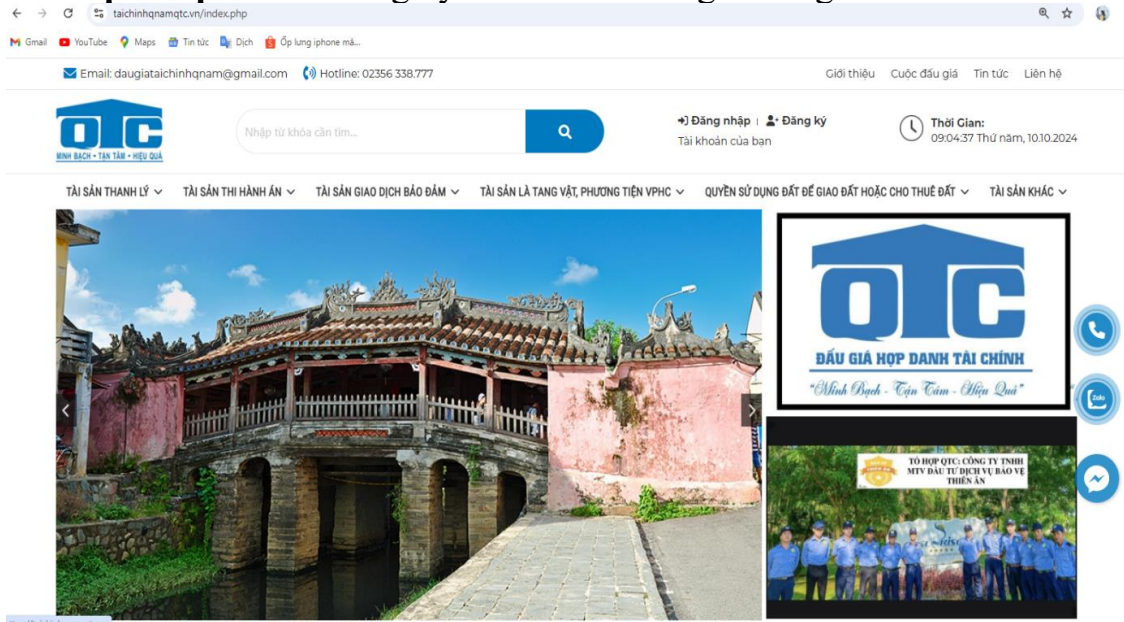 taichinhqnamqtc.vn/index.php
Gmail YouTube Maps Tin tức Dịch Ốp lưng iphone mâ...
Email: daugiataichinhqnam@gmail.com Hotline: 02356 338.777 Giới thiệu Cuộc đấu giá Tin tức Liên hệ
QTC
MINH BẠCH - TẬN TÂM - HIỆU QUẢ
Nhập từ khóa cần tìm...
Đăng nhập | Đăng ký
Tài khoản của bạn
Thời Gian:
09:04:37 Thứ năm, 10.10.2024
TÀI SẢN THANH LÝ TÀI SẢN THI HÀNH ÁN TÀI SẢN GIAO DỊCH BẢO ĐẢM TÀI SẢN LÀ TANG VẬT, PHƯƠNG TIỆN VPHC QUYỀN SỬ DỤNG ĐẤT ĐỂ GIAO ĐẤT HOẶC CHO THUÊ ĐẤT TÀI SẢN KHÁC
QTC
ĐẤU GIÁ HỢP DANH TÀI CHÍNH
"Minh Bạch - Tận Tâm - Hiệu Quả"
Zalo
TỔ HỢP QTC: CÔNG TY TNHH
MTV ĐẦU TƯ DỊCH VỤ BẢO VỆ
THIÊN ÂN